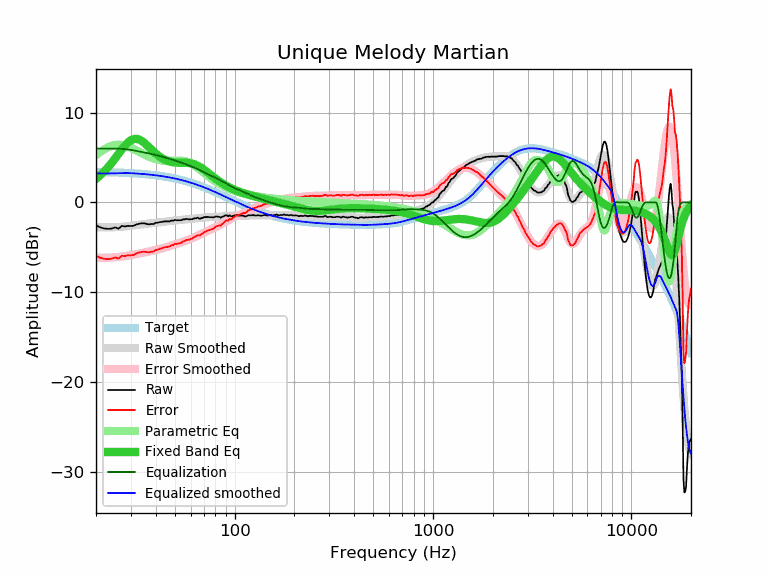 Unique Melody Martian
10
0
−10
−20
−30
Amplitude (dBr)
Target
Raw Smoothed
Error Smoothed
Raw
Error
Parametric Eq
Fixed Band Eq
Equalization
Equalized smoothed
100
1000
10000
Frequency (Hz)